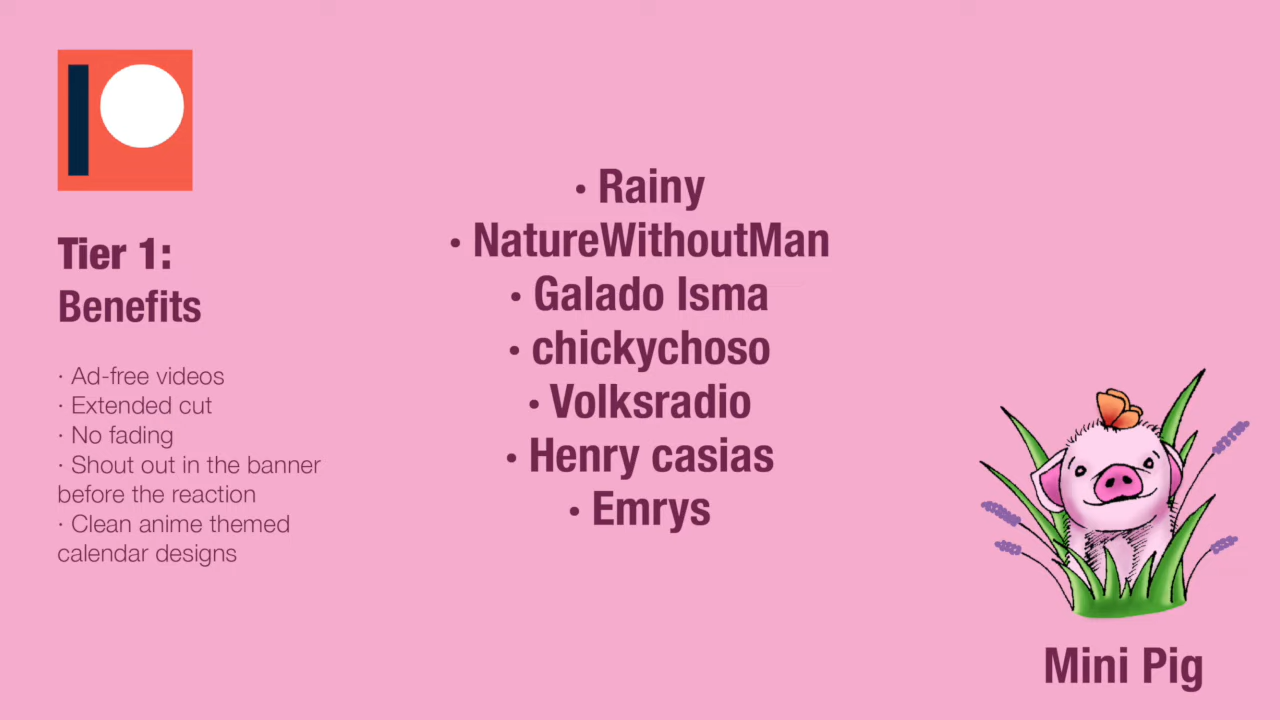 Tier 1:
Benefits
· Ad-free videos
· Extended cut
· No fading
· Shout out in the banner
before the reaction
· Clean anime themed
calendar designs
• Rainy
• NatureWithoutMan
• Galado Isma
• chickychoso
• Volksradio
• Henry casias
• Emrys
Mini Pig